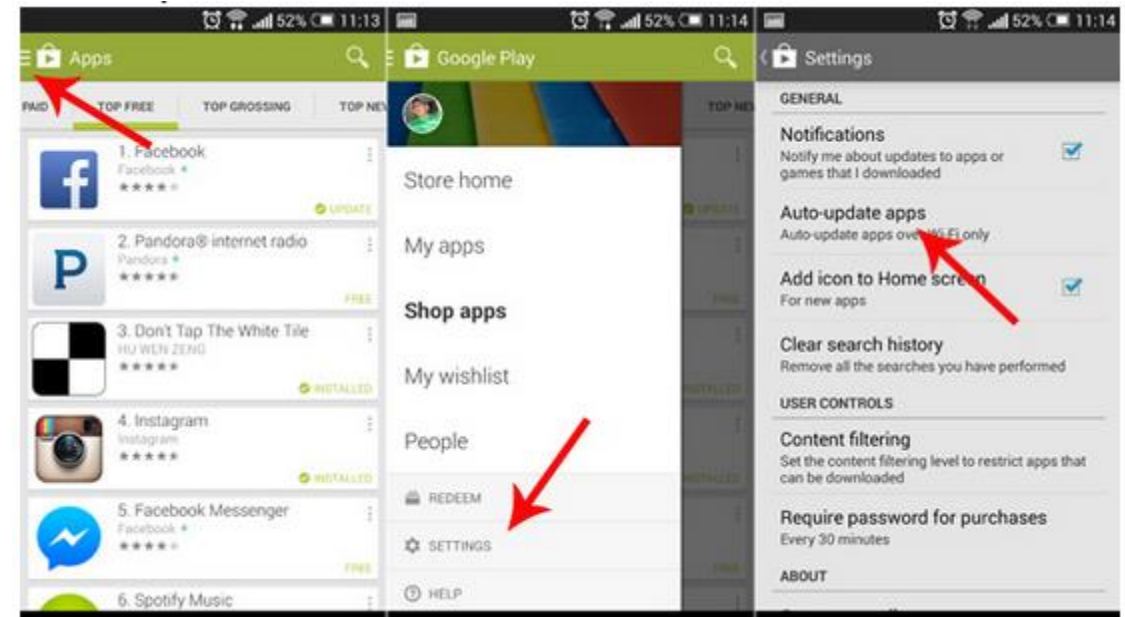 52% 11:13
Apps
PAID TOP FREE TOP GROSSING TOP NEW
1. Facebook
Facebook
UPDATE
2. Pandora® internet radio
Pandora
FREE
3. Don't Tap The White Tile
HU WEN ZENG
INSTALLED
4. Instagram
Instagram
INSTALLED
5. Facebook Messenger
Facebook
FREE
6. Spotify Music
52% 11:14
Google Play
TOP NEW
Store home
My apps
Shop apps
My wishlist
People
REDEEM
SETTINGS
HELP
52% 11:14
Settings
GENERAL
Notifications
Notify me about updates to apps or
games that I downloaded
Auto-update apps
Auto-update apps over Wi-Fi only
Add icon to Home screen
For new apps
Clear search history
Remove all the searches you have performed
USER CONTROLS
Content filtering
Set the content filtering level to restrict apps that
can be downloaded
Require password for purchases
Every 30 minutes
ABOUT